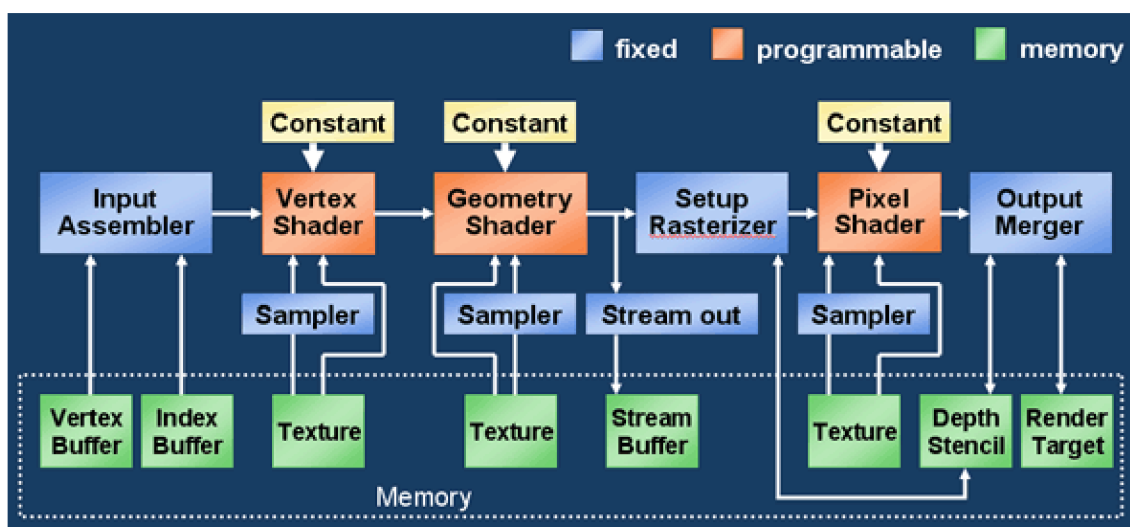 fixed programmable memory
Constant Constant Constant
Input Vertex Geometry Setup Pixel Output
Assembler Shader Shader Rasterizer Shader Merger
Sampler Sampler Stream out Sampler
Vertex Index Texture Texture Stream Texture Depth Render
Buffer Buffer Buffer Stencil Target
Memory